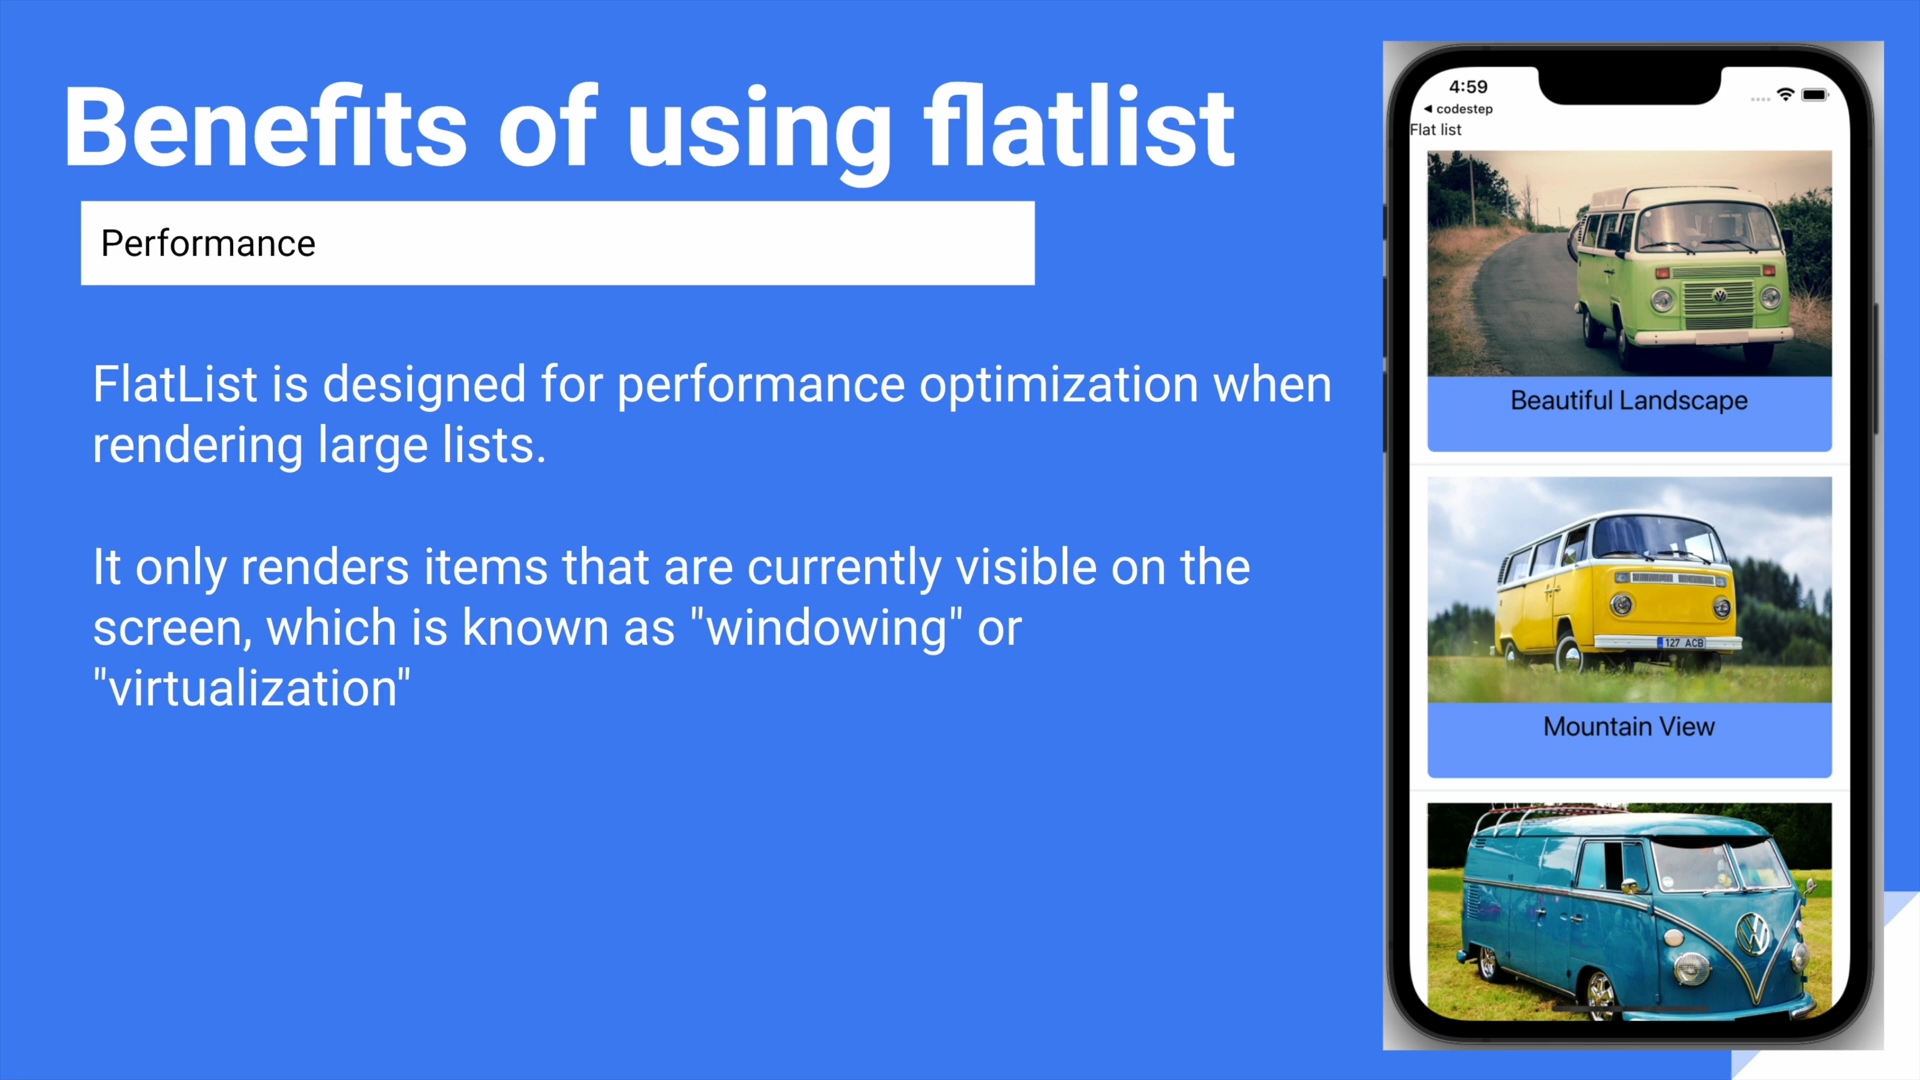 Benefits of using flatlist
Performance
FlatList is designed for performance optimization when
rendering large lists.
It only renders items that are currently visible on the
screen, which is known as "windowing" or
"virtualization"
4:59
◀ codestep
Flat list
Beautiful Landscape
127 ACB
Mountain View